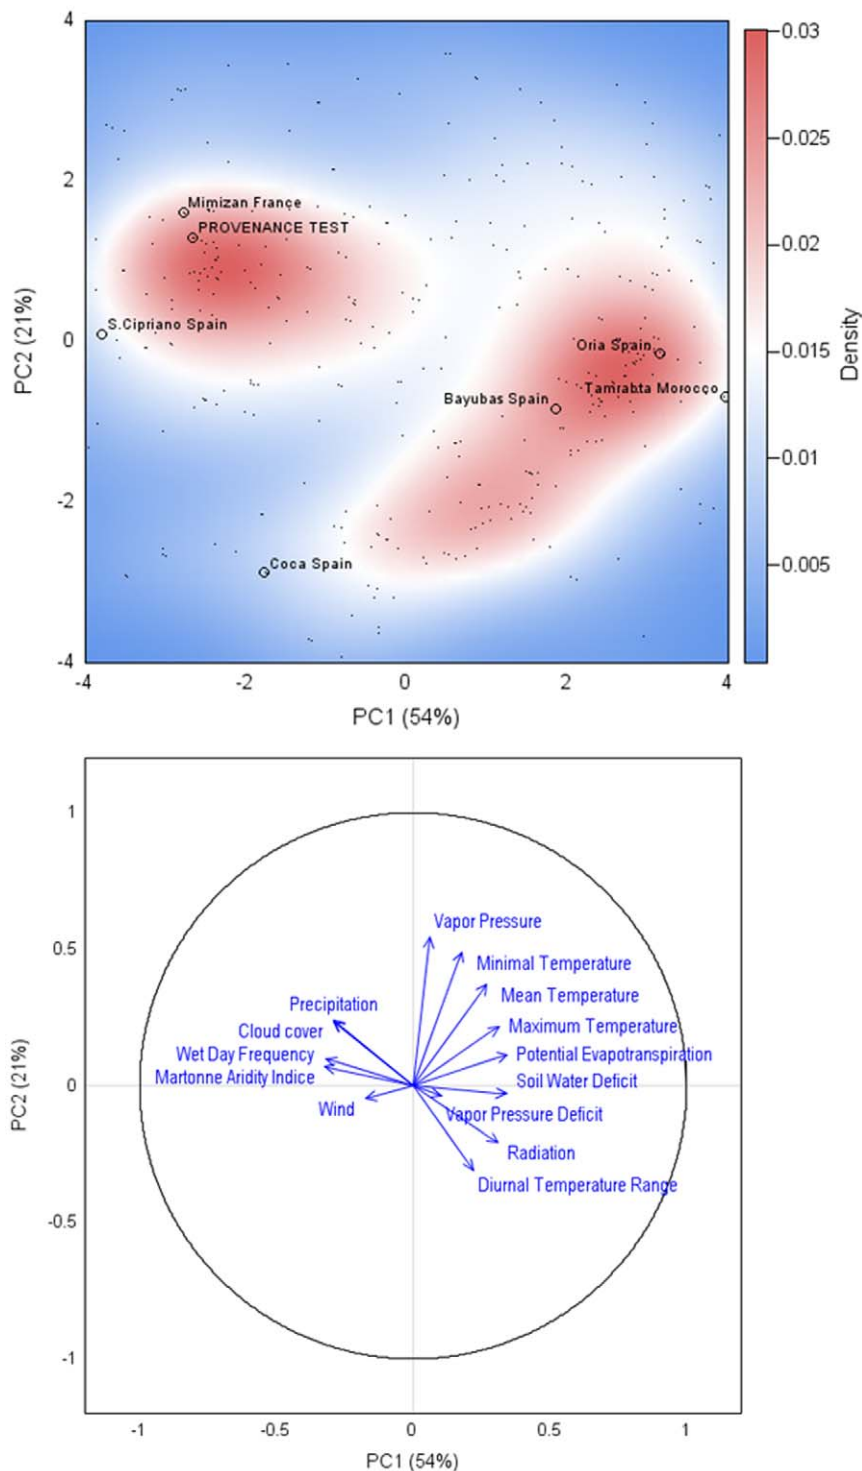 4
2
0
-2
-4
PC2 (21%)
Mimizan France
PROVENANCE TEST
S.Cipriano Spain
Oria Spain
Tamrabta Morocco
Bayubas Spain
Coca Spain
-4
-2
0
2
4
PC1 (54%)
0.03
0.025
0.02
0.015
0.01
0.005
Density
1
0.5
0
-0.5
-1
PC2 (21%)
Vapor Pressure
Minimal Temperature
Mean Temperature
Precipitation
Maximum Temperature
Cloud cover
Wet Day Frequency
Potential Evapotranspiration
Martonne Aridity Indice
Soil Water Deficit
Wind
Vapor Pressure Deficit
Radiation
Diurnal Temperature Range
-1
-0.5
0
0.5
1
PC1 (54%)